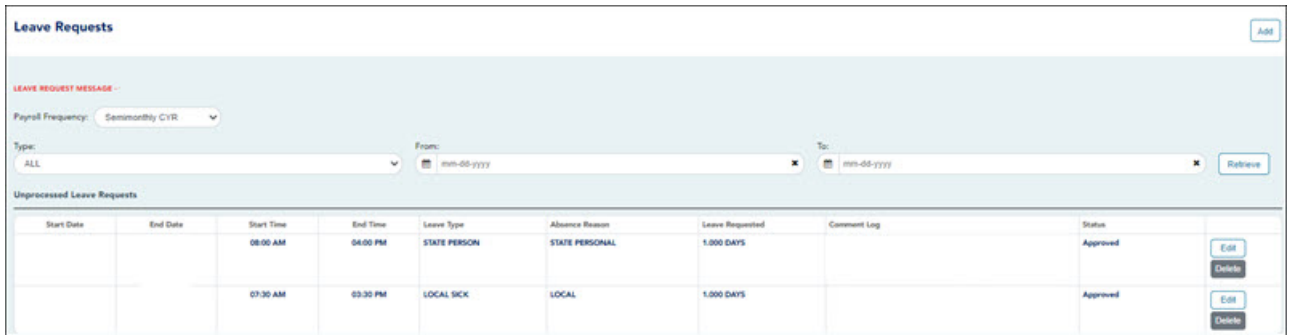 Leave Requests
Add
LEAVE REQUEST MESSAGE -
Payroll Frequency: Semimonthly CYR
Type: From: To:
ALL mm-dd-yyyy mm-dd-yyyy Retrieve
Unprocessed Leave Requests
Start Date End Date Start Time End Time Leave Type Absence Reason Leave Requested Comment Log Status
08:00 AM 04:00 PM STATE PERSON STATE PERSONAL 1.000 DAYS Approved Edit
Delete
07:30 AM 03:30 PM LOCAL SICK LOCAL 1.000 DAYS Approved Edit
Delete